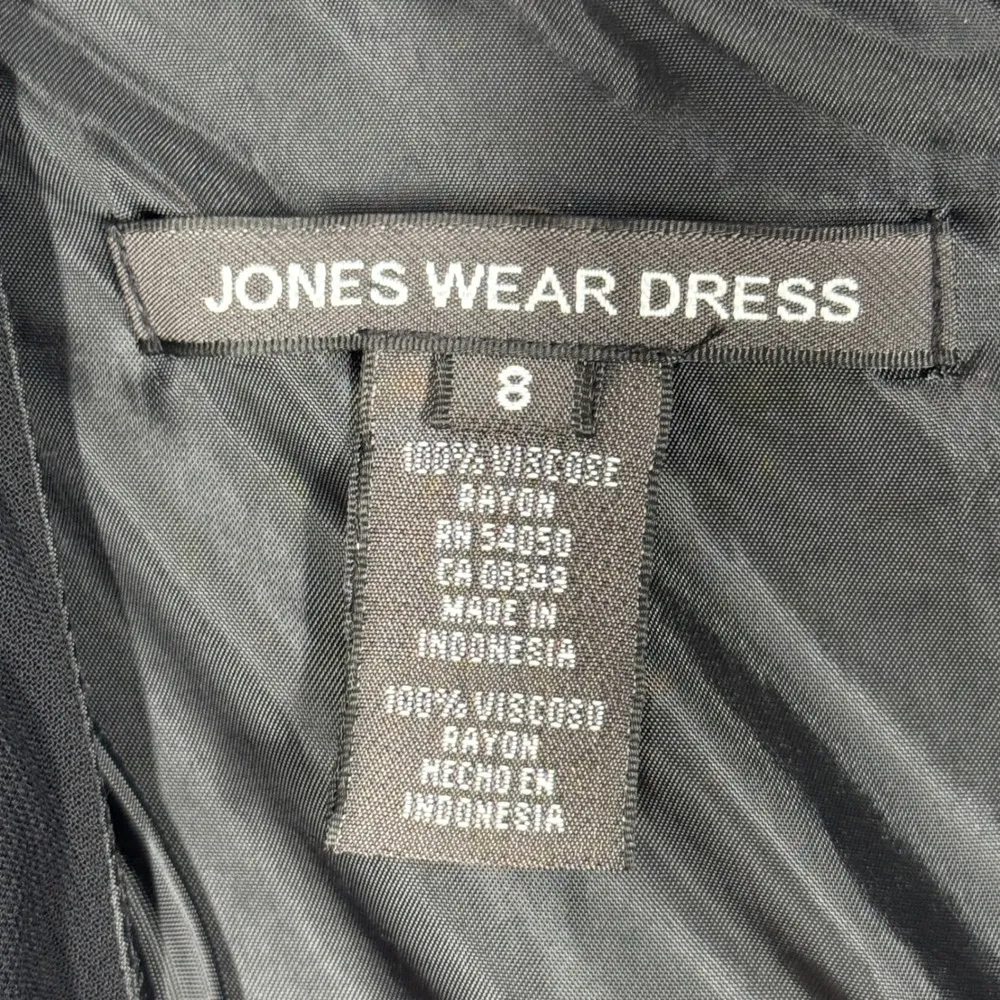 JONES WEAR DRESS
8
100% VISCOSE
RAYON
RN 54050
CA 08349
MADE IN
INDONESIA
100% VISCOSO
RAYON
HECHO EN
INDONESIA